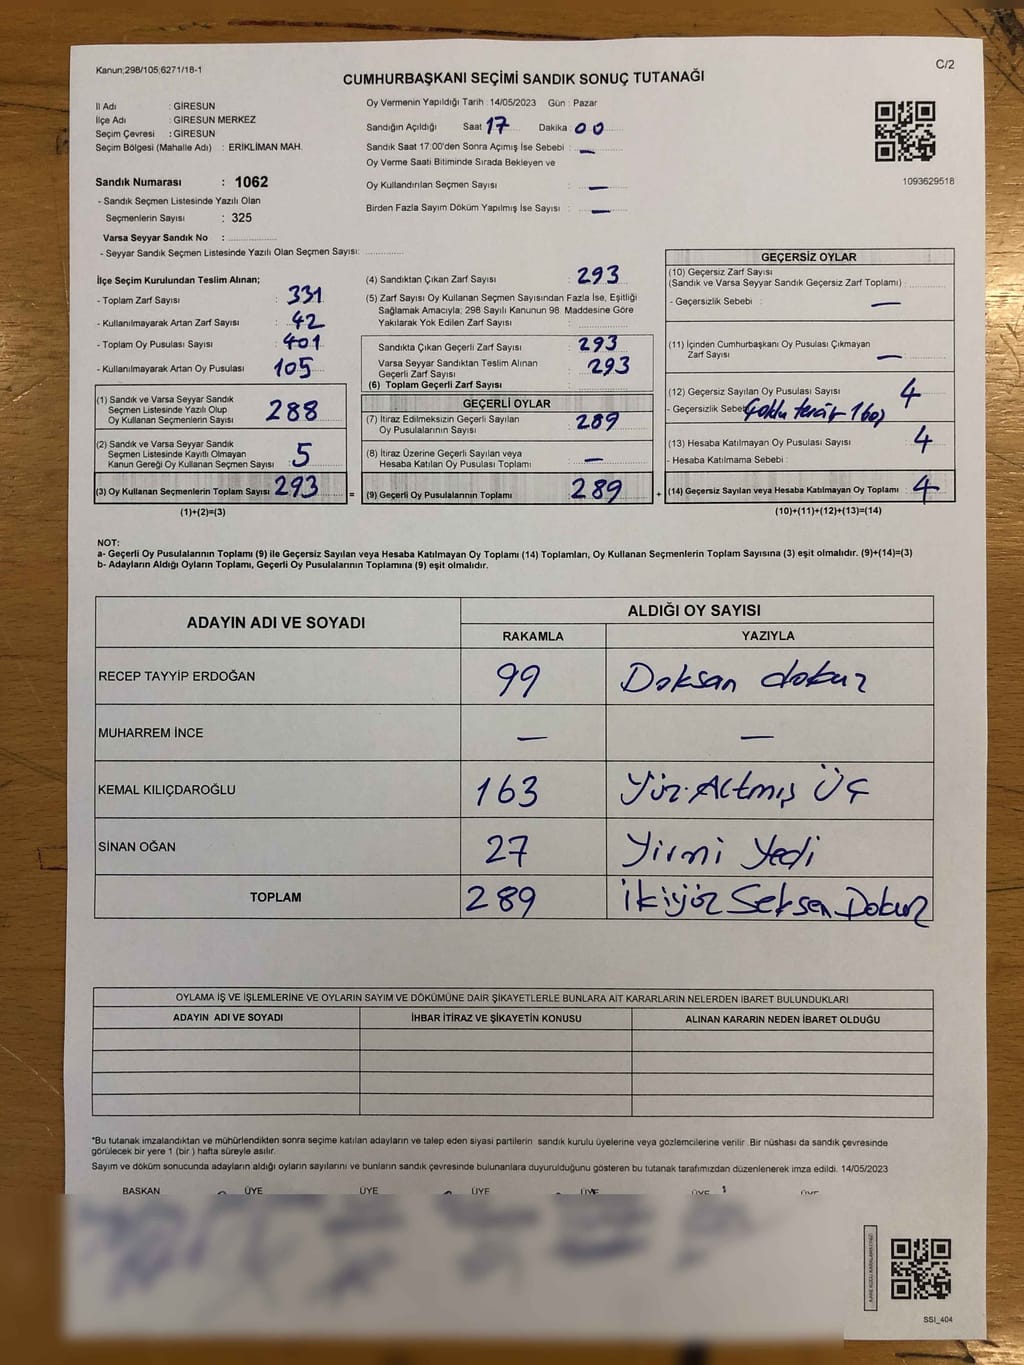 Kanun;298/105;6271/18-1
C/2
CUMHURBAŞKANI SEÇİMİ SANDIK SONUÇ TUTANAĞI
İl Adı : GİRESUN
İlçe Adı : GİRESUN MERKEZ
Seçim Çevresi : GİRESUN
Seçim Bölgesi (Mahalle Adı) : ERİKLİMAN MAH.
Sandık Numarası : 1062
- Sandık Seçmen Listesinde Yazılı Olan
Seçmenlerin Sayısı : 325
Varsa Seyyar Sandık No :
- Seyyar Sandık Seçmen Listesinde Yazılı Olan Seçmen Sayısı:
Oy Vermenin Yapıldığı Tarih : 14/05/2023 Gün : Pazar
Sandığın Açıldığı Saat 17 Dakika : 00
Sandık Saat 17:00'den Sonra Açımış İse Sebebi : —
Oy Verme Saati Bitiminde Sırada Bekleyen ve
Oy Kullandırılan Seçmen Sayısı : —
Birden Fazla Sayım Döküm Yapılmış İse Sayısı : —
1093629518
İlçe Seçim Kurulundan Teslim Alınan;
- Toplam Zarf Sayısı : 331
- Kullanılmayarak Artan Zarf Sayısı : 42
- Toplam Oy Pusulası Sayısı : 401
- Kullanılmayarak Artan Oy Pusulası : 105
(1) Sandık ve Varsa Seyyar Sandık
Seçmen Listesinde Yazılı Olup
Oy Kullanan Seçmenlerin Sayısı : 288
(2) Sandık ve Varsa Seyyar Sandık
Seçmen Listesinde Kayıtlı Olmayan
Kanun Gereği Oy Kullanan Seçmen Sayısı : 5
(3) Oy Kullanan Seçmenlerin Toplam Sayısı : 293
(1)+(2)=(3)
(4) Sandıktan Çıkan Zarf Sayısı : 293
(5) Zarf Sayısı Oy Kullanan Seçmen Sayısından Fazla İse, Eşitliği
Sağlamak Amacıyla; 298 Sayılı Kanunun 98 Maddesine Göre
Yakılarak Yok Edilen Zarf Sayısı :
Sandıkta Çıkan Geçerli Zarf Sayısı : 293
Varsa Seyyar Sandıktan Teslim Alınan
Geçerli Zarf Sayısı : 293
(6) Toplam Geçerli Zarf Sayısı :
GEÇERLİ OYLAR
(7) İtiraz Edilmeksizin Geçerli Sayılan
Oy Pusulalarının Sayısı : 289
(8) İtiraz Üzerine Geçerli Sayılan veya
Hesaba Katılan Oy Pusulası Toplamı : —
= (9) Geçerli Oy Pusulalarının Toplamı : 289 +
GEÇERSİZ OYLAR
(10) Geçersiz Zarf Sayısı
(Sandık ve Varsa Seyyar Sandık Geçersiz Zarf Toplamı) :
- Geçersizlik Sebebi : —
(11) İçinden Cumhurbaşkanı Oy Pusulası Çıkmayan
Zarf Sayısı : —
(12) Geçersiz Sayılan Oy Pusulası Sayısı : 4
- Geçersizlik Sebebi
(13) Hesaba Katılmayan Oy Pusulası Sayısı : 4
- Hesaba Katılmama Sebebi :
(14) Geçersiz Sayılan veya Hesaba Katılmayan Oy Toplamı : 4
(10)+(11)+(12)+(13)=(14)
NOT:
a- Geçerli Oy Pusulalarının Toplamı (9) ile Geçersiz Sayılan veya Hesaba Katılmayan Oy Toplamı (14) Toplamları, Oy Kullanan Seçmenlerin Toplam Sayısına (3) eşit olmalıdır. (9)+(14)=(3)
b- Adayların Aldığı Oyların Toplamı, Geçerli Oy Pusulalarının Toplamına (9) eşit olmalıdır.
ADAYIN ADI VE SOYADI
ALDIĞI OY SAYISI
RAKAMLA YAZIYLA
RECEP TAYYİP ERDOĞAN 99 Doksan dokuz
MUHARREM İNCE — —
KEMAL KILIÇDAROĞLU 163 Yüz Altmış Üç
SİNAN OĞAN 27 Yirmi Yedi
TOPLAM 289 İkiyüz Seksen Dokuz
OYLAMA İŞ VE İŞLEMLERİNE VE OYLARIN SAYIM VE DÖKÜMÜNE DAİR ŞİKAYETLERLE BUNLARA AİT KARARLARIN NELERDEN İBARET BULUNDUKLARI
ADAYIN ADI VE SOYADI İHBAR İTİRAZ VE ŞİKAYETİN KONUSU ALINAN KARARIN NEDEN İBARET OLDUĞU
*Bu tutanak imzalandıktan ve mühürlendikten sonra seçime katılan adayların ve talep eden siyasi partilerin sandık kurulu üyelerine veya gözlemcilerine verilir .Bir nüshası da sandık çevresinde
görülecek bir yere 1 (bir ) hafta süreyle asılır.
Sayım ve döküm sonucunda adayların aldığı oyların sayılarını ve bunların sandık çevresinde bulunanlara duyurulduğunu gösteren bu tutanak tarafımızdan düzenlenerek imza edildi. 14/05/2023
BAŞKAN ÜYE ÜYE ÜYE ÜYE ÜYE ÜYE
SSI_404